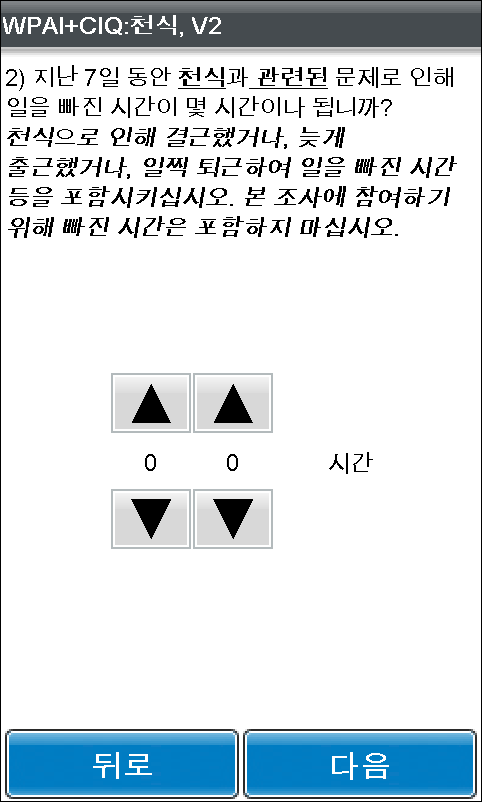 WPAI+CIQ:천식, V2
2) 지난 7일 동안 천식과 관련된 문제로 인해
일을 빠진 시간이 몇 시간이나 됩니까?
천식으로 인해 결근했거나, 늦게
출근했거나, 일찍 퇴근하여 일을 빠진 시간
등을 포함시키십시오. 본 조사에 참여하기
위해 빠진 시간은 포함하지 마십시오.
0 0 시간
뒤로 다음